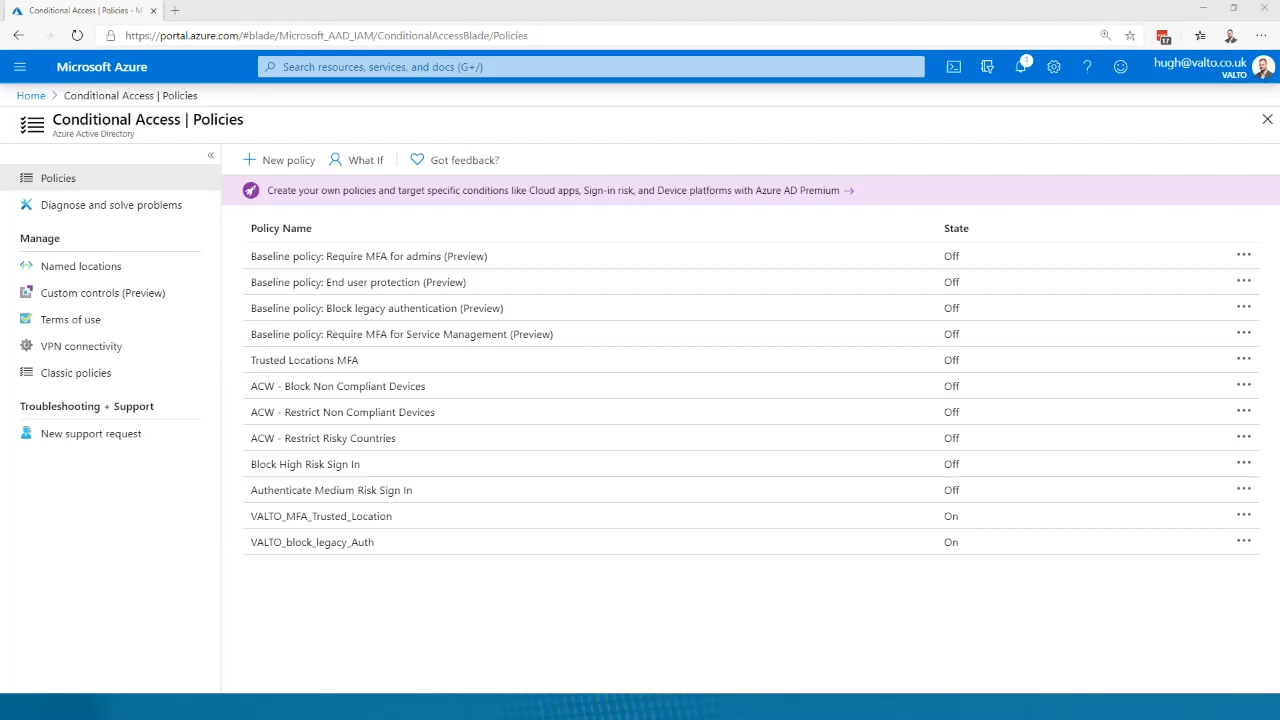 Conditional Access | Policies - M
https://portal.azure.com/#blade/Microsoft_AAD_IAM/ConditionalAccessBlade/Policies
17
Microsoft Azure
Search resources, services, and docs (G+/)
1
hugh@valto.co.uk
VALTO
Home > Conditional Access | Policies
Conditional Access | Policies
Azure Active Directory
«
New policy
What If
Got feedback?
Policies
Diagnose and solve problems
Manage
Named locations
Custom controls (Preview)
Terms of use
VPN connectivity
Classic policies
Troubleshooting + Support
New support request
Create your own policies and target specific conditions like Cloud apps, Sign-in risk, and Device platforms with Azure AD Premium →
Policy Name State
Baseline policy: Require MFA for admins (Preview) Off
Baseline policy: End user protection (Preview) Off
Baseline policy: Block legacy authentication (Preview) Off
Baseline policy: Require MFA for Service Management (Preview) Off
Trusted Locations MFA Off
ACW - Block Non Compliant Devices Off
ACW - Restrict Non Compliant Devices Off
ACW - Restrict Risky Countries Off
Block High Risk Sign In Off
Authenticate Medium Risk Sign In Off
VALTO_MFA_Trusted_Location On
VALTO_block_legacy_Auth On